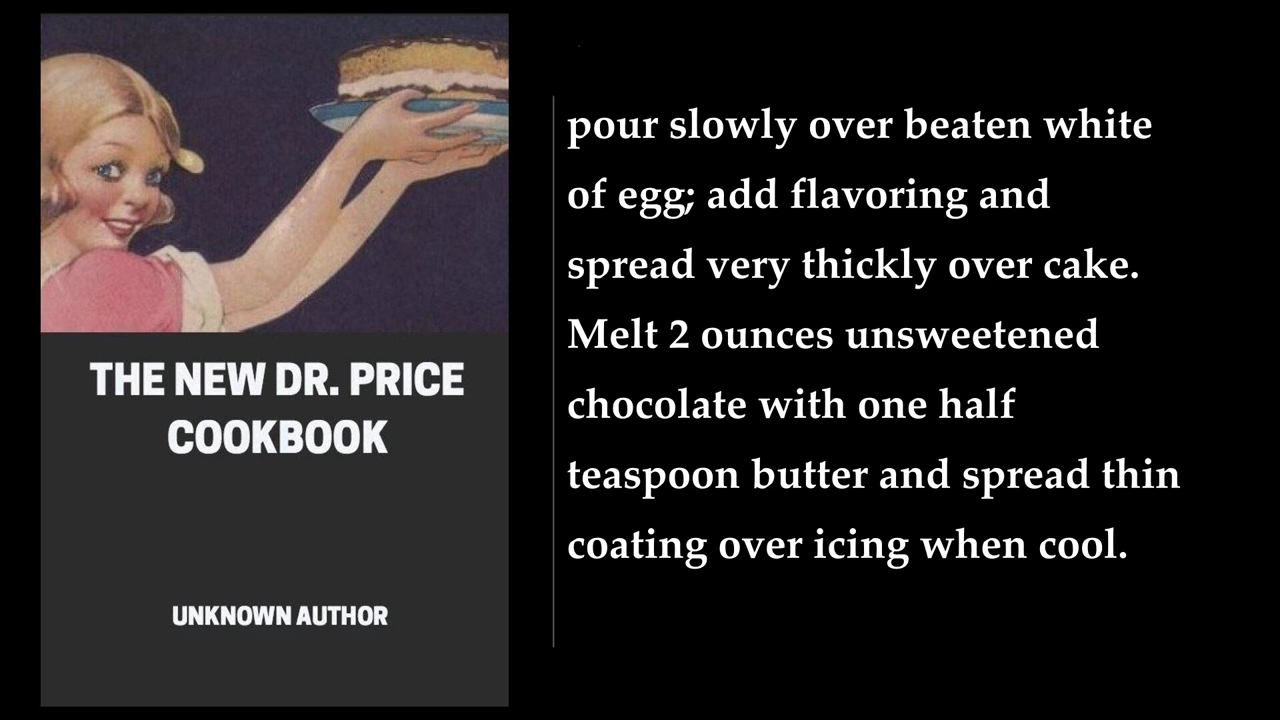 THE NEW DR. PRICE
COOKBOOK
UNKNOWN AUTHOR
pour slowly over beaten white
of egg; add flavoring and
spread very thickly over cake.
Melt 2 ounces unsweetened
chocolate with one half
teaspoon butter and spread thin
coating over icing when cool.